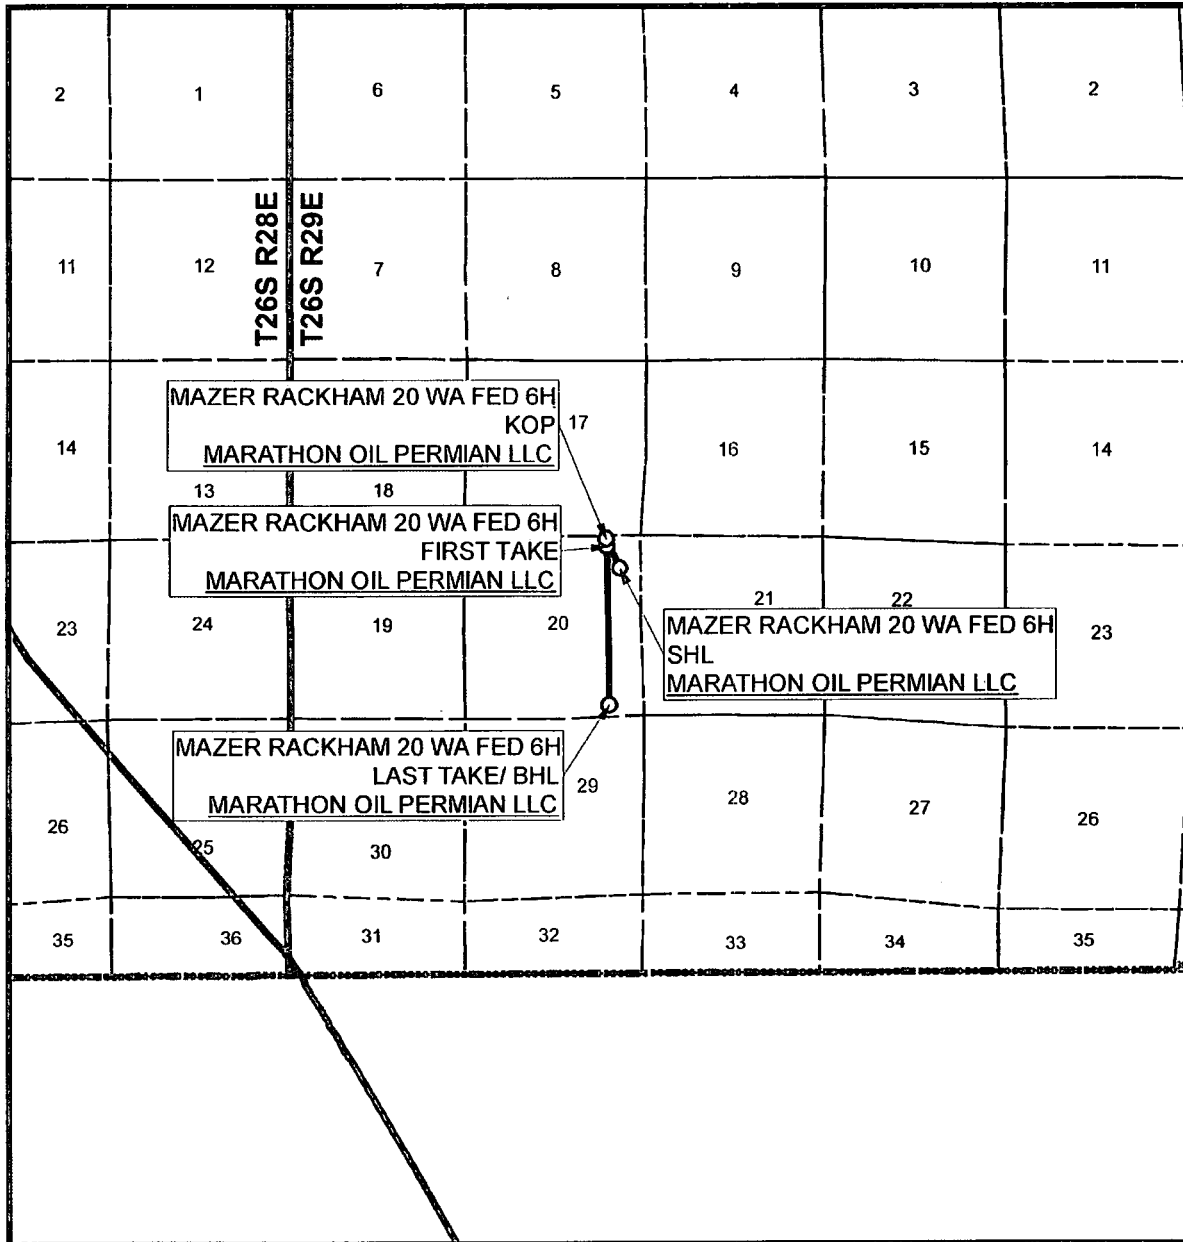 2 1 6 5 4 3 2
T26S R28E
T26S R29E
11 12 7 8 9 10 11
MAZER RACKHAM 20 WA FED 6H
KOP
MARATHON OIL PERMIAN LLC
14 13 18 17 16 15 14
MAZER RACKHAM 20 WA FED 6H
FIRST TAKE
MARATHON OIL PERMIAN LLC
23 24 19 20 21 22 23
MAZER RACKHAM 20 WA FED 6H
SHL
MARATHON OIL PERMIAN LLC
MAZER RACKHAM 20 WA FED 6H
LAST TAKE/ BHL
MARATHON OIL PERMIAN LLC
26 25 30 29 28 27 26
35 36 31 32 33 34 35